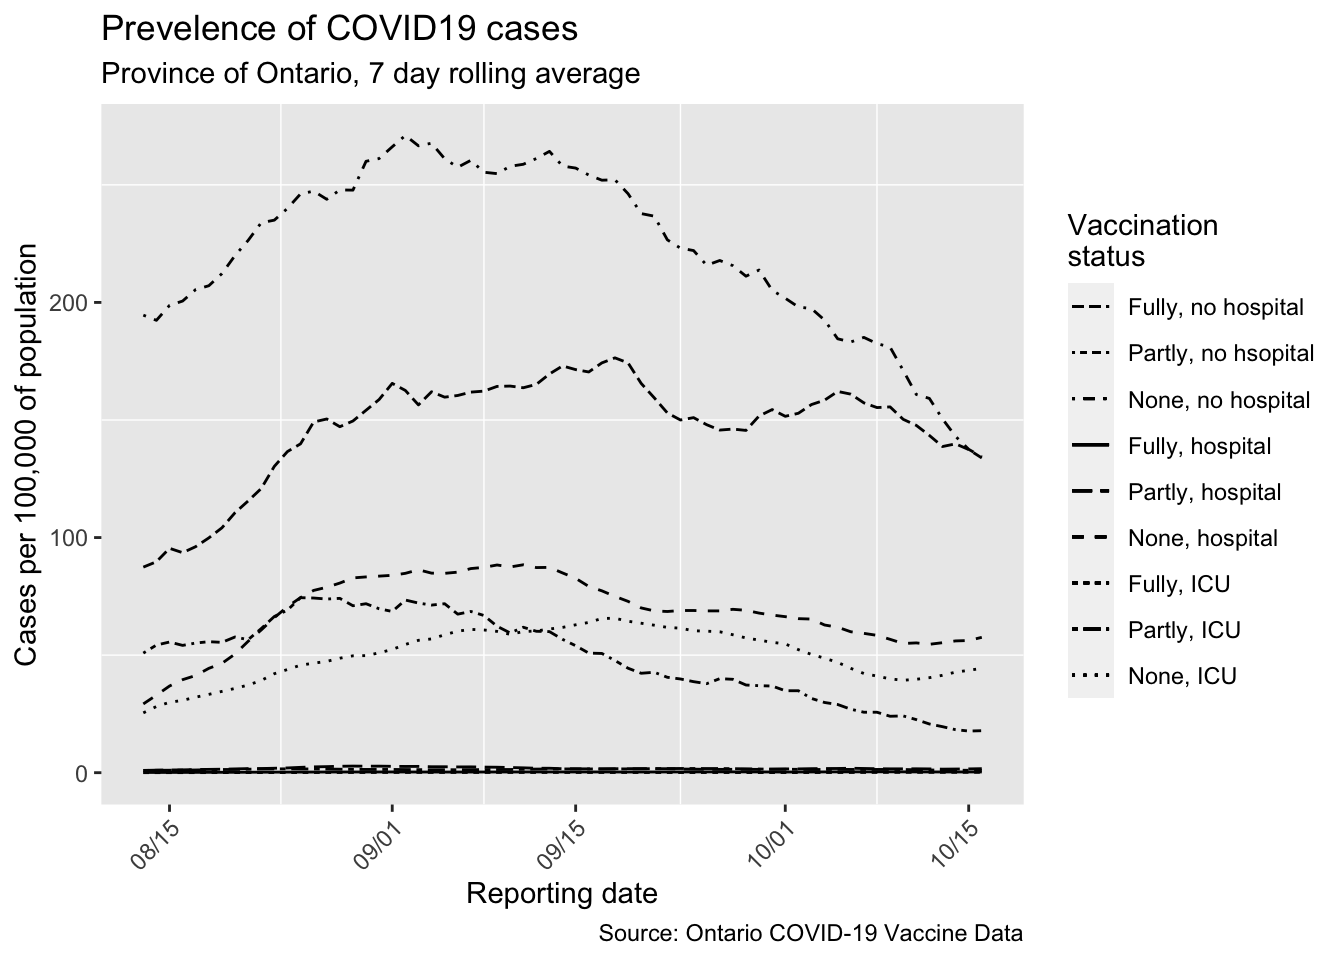 Prevelence of COVID19 cases
Province of Ontario, 7 day rolling average
Cases per 100,000 of population
200
100
0
08/15
09/01
09/15
10/01
10/15
Reporting date
Source: Ontario COVID-19 Vaccine Data
Vaccination
status
Fully, no hospital
Partly, no hsopital
None, no hospital
Fully, hospital
Partly, hospital
None, hospital
Fully, ICU
Partly, ICU
None, ICU